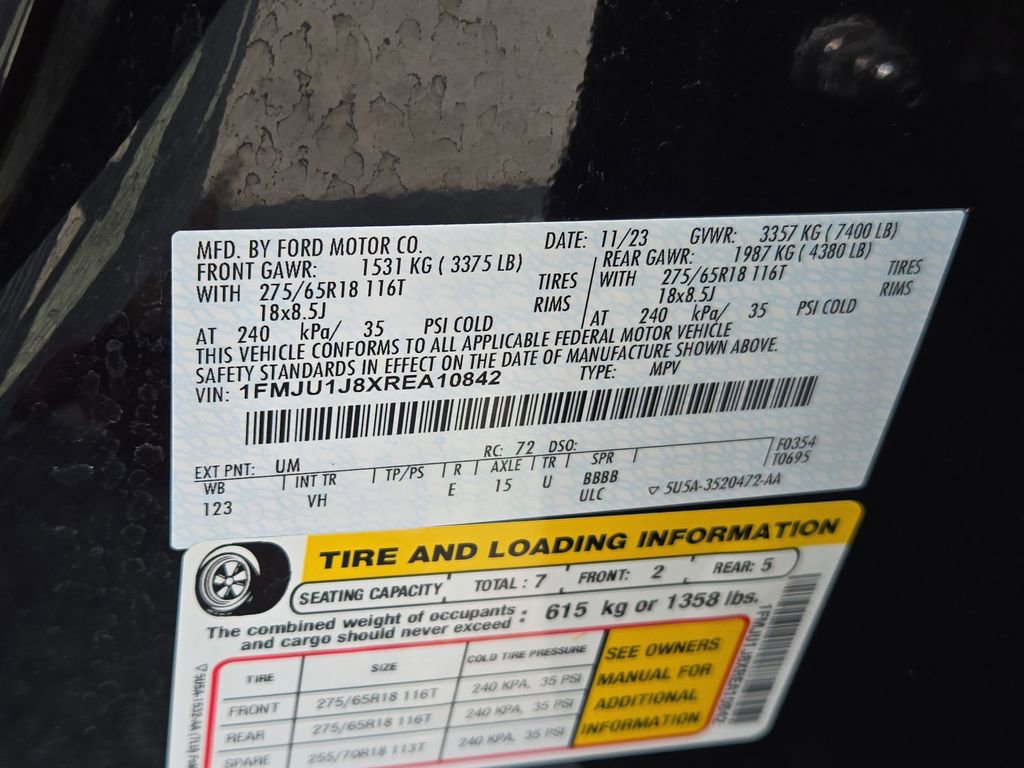 MFD. BY FORD MOTOR CO. DATE: 11/23 GVWR: 3357 KG ( 7400 LB)
FRONT GAWR: 1531 KG ( 3375 LB) REAR GAWR: 1987 KG ( 4380 LB)
WITH 275/65R18 116T TIRES WITH 275/65R18 116T TIRES
18x8.5J RIMS 18x8.5J RIMS
AT 240 kPa/ 35 PSI COLD AT 240 kPa/ 35 PSI COLD
THIS VEHICLE CONFORMS TO ALL APPLICABLE FEDERAL MOTOR VEHICLE
SAFETY STANDARDS IN EFFECT ON THE DATE OF MANUFACTURE SHOWN ABOVE.
VIN: 1FMJU1J8XREA10842 TYPE: MPV
EXT PNT: UM RC: 72 DSO: F0354
WB INT TR TP/PS R AXLE TR SPR T0695
123 VH E 15 U BBBB
ULC ▽ 5U5A-3520472-AA
TIRE AND LOADING INFORMATION
SEATING CAPACITY TOTAL : 7 FRONT: 2 REAR: 5
The combined weight of occupants
and cargo should never exceed : 615 kg or 1358 lbs.
TIRE SIZE COLD TIRE PRESSURE
FRONT 275/65R18 116T 240 KPA, 35 PSI
REAR 275/65R18 116T 240 KPA, 35 PSI
SPARE 255/70R18 113T 240 KPA, 35 PSI
SEE OWNERS
MANUAL FOR
ADDITIONAL
INFORMATION
1FMJU1J8XREA10842